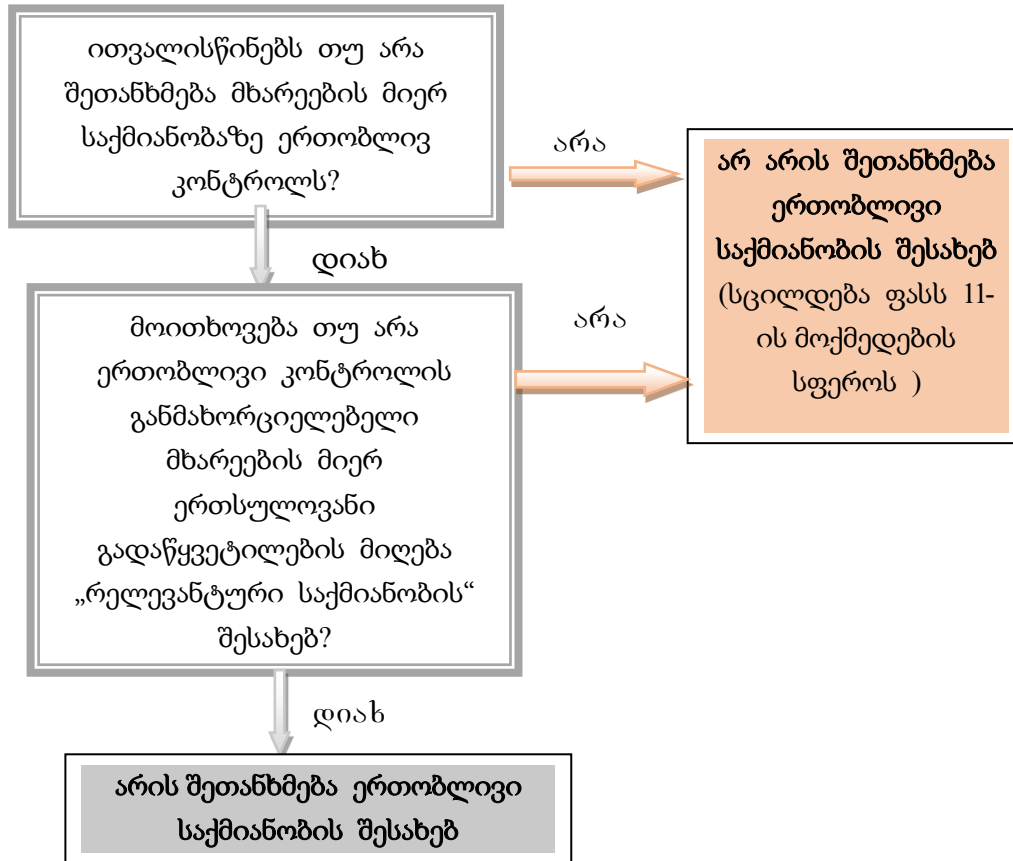 ითვალისწინებს თუ არა
შეთანხმება მხარეების მიერ
საქმიანობაზე ერთობლივ
კონტროლს?
არა
არ არის შეთანხმება
ერთობლივი
საქმიანობის შესახებ
(სცილდება ფასს 11-
ის მოქმედების
სფეროს )
დიახ
მოითხოვება თუ არა
ერთობლივი კონტროლის
განმახორციელებელი
მხარეების მიერ
ერთსულოვანი
გადაწყვეტილების მიღება
„რელევანტური საქმიანობის“
შესახებ?
არა
დიახ
არის შეთანხმება ერთობლივი
საქმიანობის შესახებ